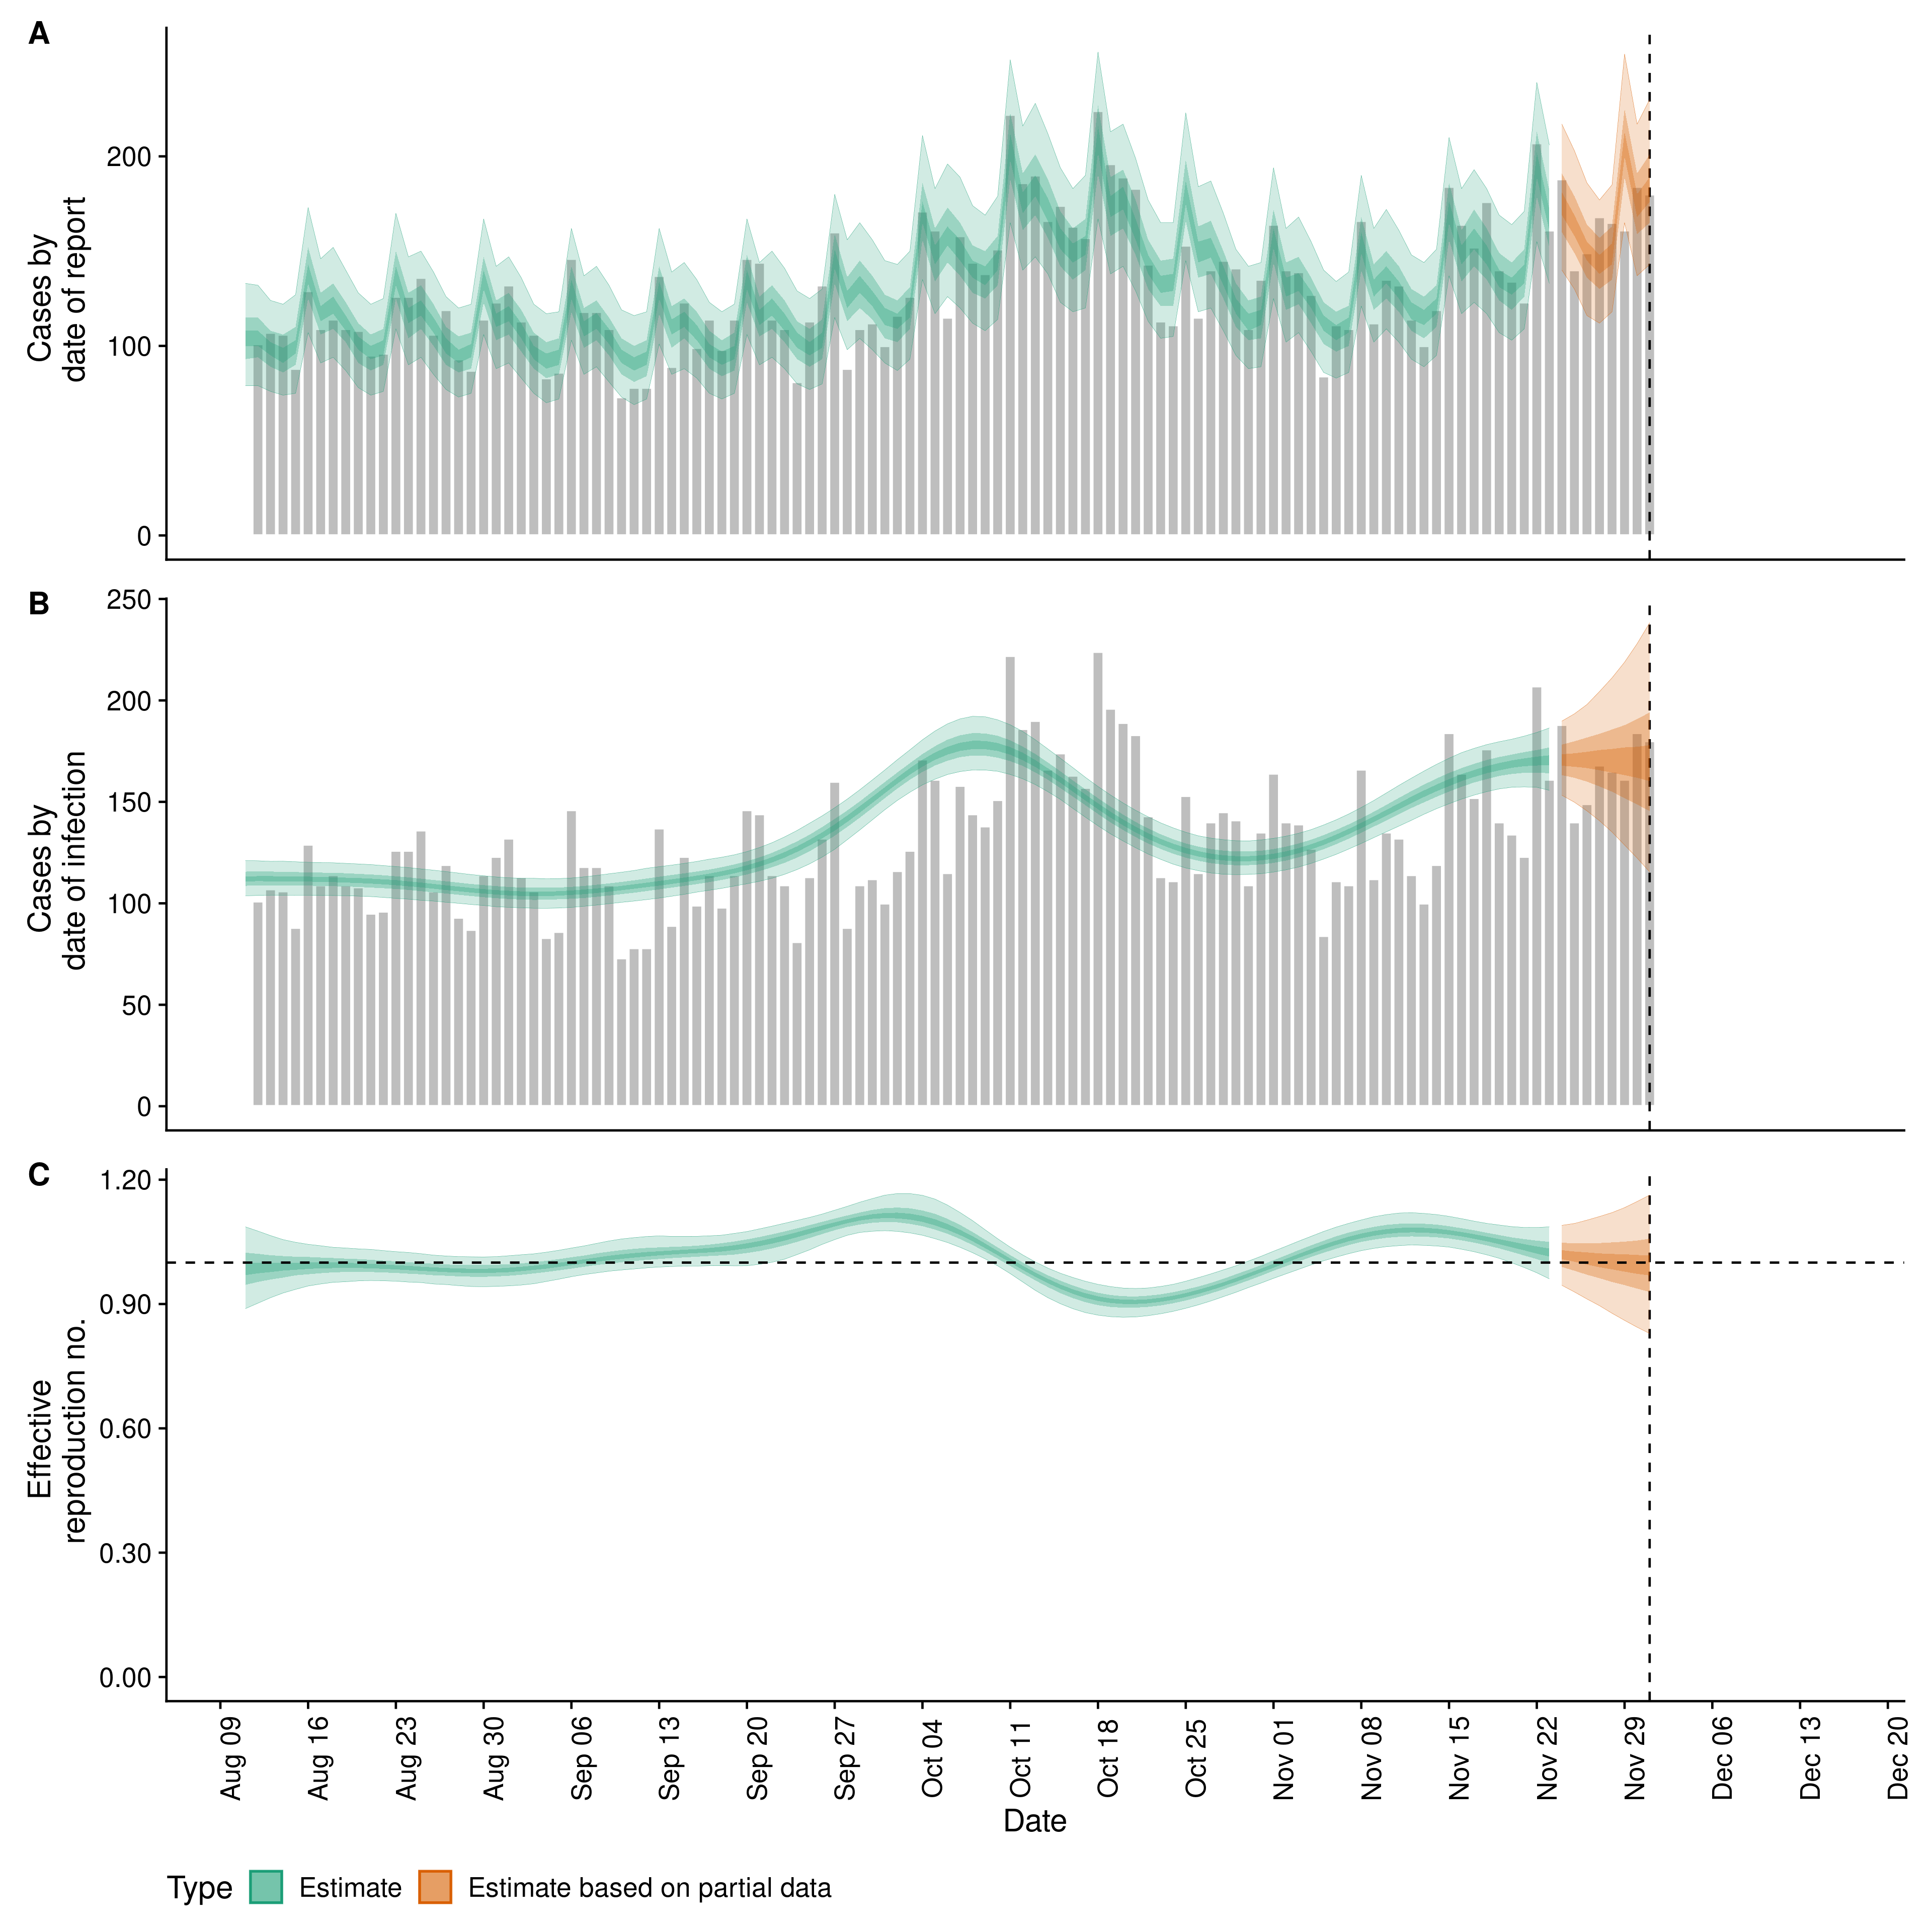 A
Cases by
date of report
200
100
0
B
Cases by
date of infection
250
200
150
100
50
0
C
Effective
reproduction no.
1.20
0.90
0.60
0.30
0.00
Aug 09
Aug 16
Aug 23
Aug 30
Sep 06
Sep 13
Sep 20
Sep 27
Oct 04
Oct 11
Oct 18
Oct 25
Nov 01
Nov 08
Nov 15
Nov 22
Nov 29
Dec 06
Dec 13
Dec 20
Date
Type Estimate Estimate based on partial data